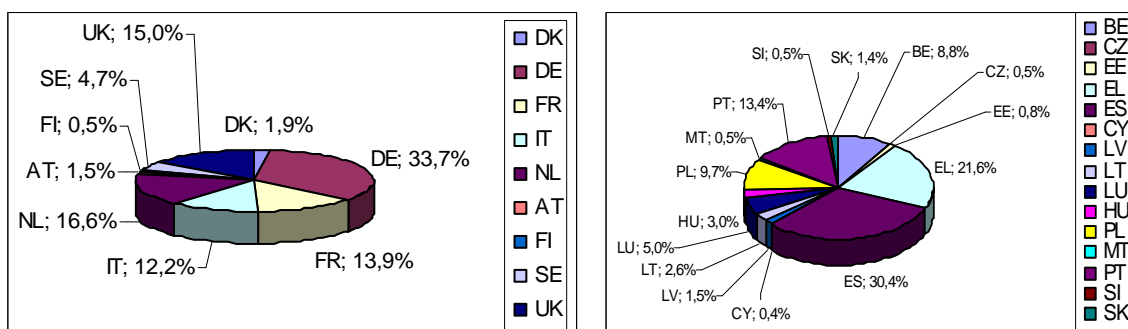 UK; 15,0%
SE; 4,7%
FI; 0,5%
AT; 1,5%
NL; 16,6%
IT; 12,2%
FR; 13,9%
DE; 33,7%
DK; 1,9%
DK
DE
FR
IT
NL
AT
FI
SE
UK
SI; 0,5%
SK; 1,4%
BE; 8,8%
CZ; 0,5%
EE; 0,8%
EL; 21,6%
ES; 30,4%
CY; 0,4%
LV; 1,5%
LT; 2,6%
LU; 5,0%
HU; 3,0%
PL; 9,7%
MT; 0,5%
PT; 13,4%
BE
CZ
EE
EL
ES
CY
LV
LT
LU
HU
PL
MT
PT
SI
SK